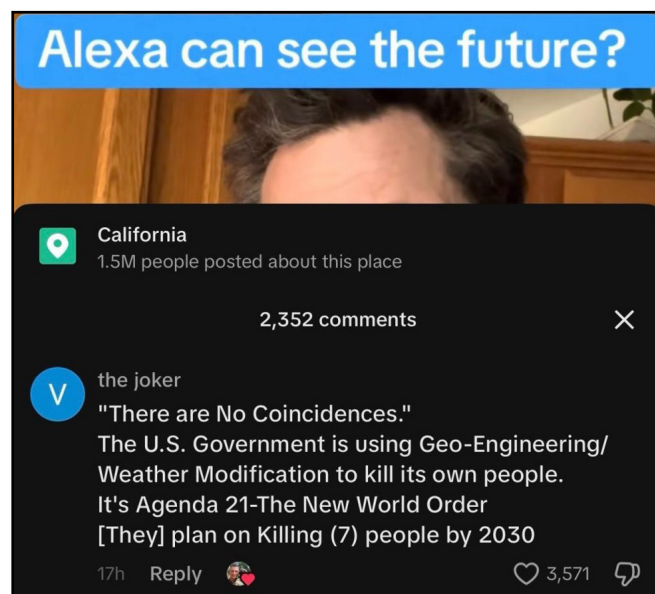 Alexa can see the future?
California
1.5M people posted about this place
2,352 comments
V
the joker
"There are No Coincidences."
The U.S. Government is using Geo-Engineering/
Weather Modification to kill its own people.
It's Agenda 21-The New World Order
[They] plan on Killing (7) people by 2030
17h Reply 3,571